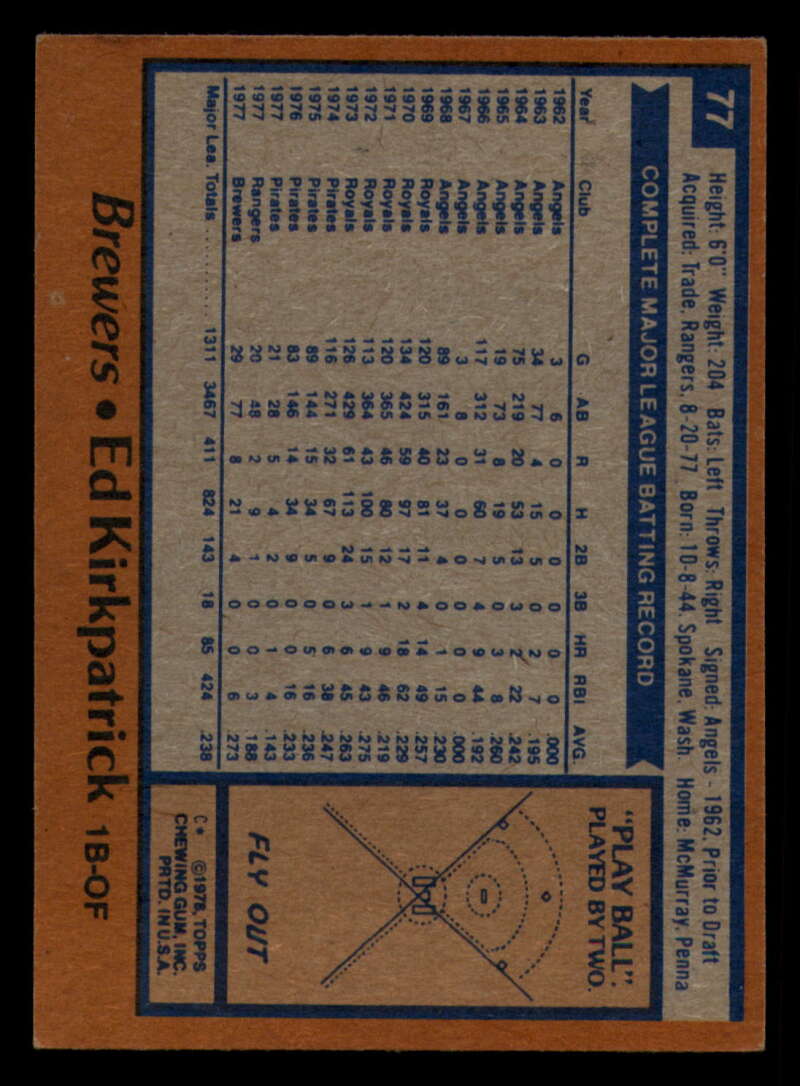 77
Height: 6'0" Weight: 204 Bats: Left Throws: Right Signed: Angels - 1962, Prior to Draft
Acquired: Trade, Rangers, 8-20-77 Born: 10-8-44, Spokane, Wash. Home: McMurray, Penna
COMPLETE MAJOR LEAGUE BATTING RECORD
Year Club G AB R H 2B 3B HR RBI AVG.
1962 Angels 3 6 0 0 0 0 0 0 .000
1963 Angels 34 77 4 15 5 0 2 7 .195
1964 Angels 75 219 20 53 13 3 2 22 .242
1965 Angels 19 73 8 19 5 0 3 8 .260
1966 Angels 117 312 31 60 7 4 9 44 .192
1967 Angels 3 8 0 0 0 0 0 0 .000
1968 Angels 89 161 23 37 4 0 1 15 .230
1969 Royals 120 315 40 81 11 4 14 49 .257
1970 Royals 134 424 59 97 17 2 18 62 .229
1971 Royals 120 365 46 80 12 1 9 46 .219
1972 Royals 113 364 43 100 15 1 9 43 .275
1973 Royals 126 429 61 113 24 3 6 45 .263
1974 Pirates 116 271 32 67 9 0 6 38 .247
1975 Pirates 89 144 15 34 5 0 5 16 .236
1976 Pirates 83 146 14 34 9 0 0 16 .233
1977 Pirates 21 28 5 4 2 0 1 4 .143
1977 Rangers 20 48 2 9 1 0 0 3 .188
1977 Brewers 29 77 8 21 4 0 0 6 .273
Major Lea. Totals .......... 1311 3467 411 824 143 18 85 424 .238
"PLAY BALL".
PLAYED BY TWO.
FLY OUT
C* ©1978, TOPPS
CHEWING GUM, INC.
PRTD. IN U.S.A.
Brewers • Ed Kirkpatrick 1B-OF